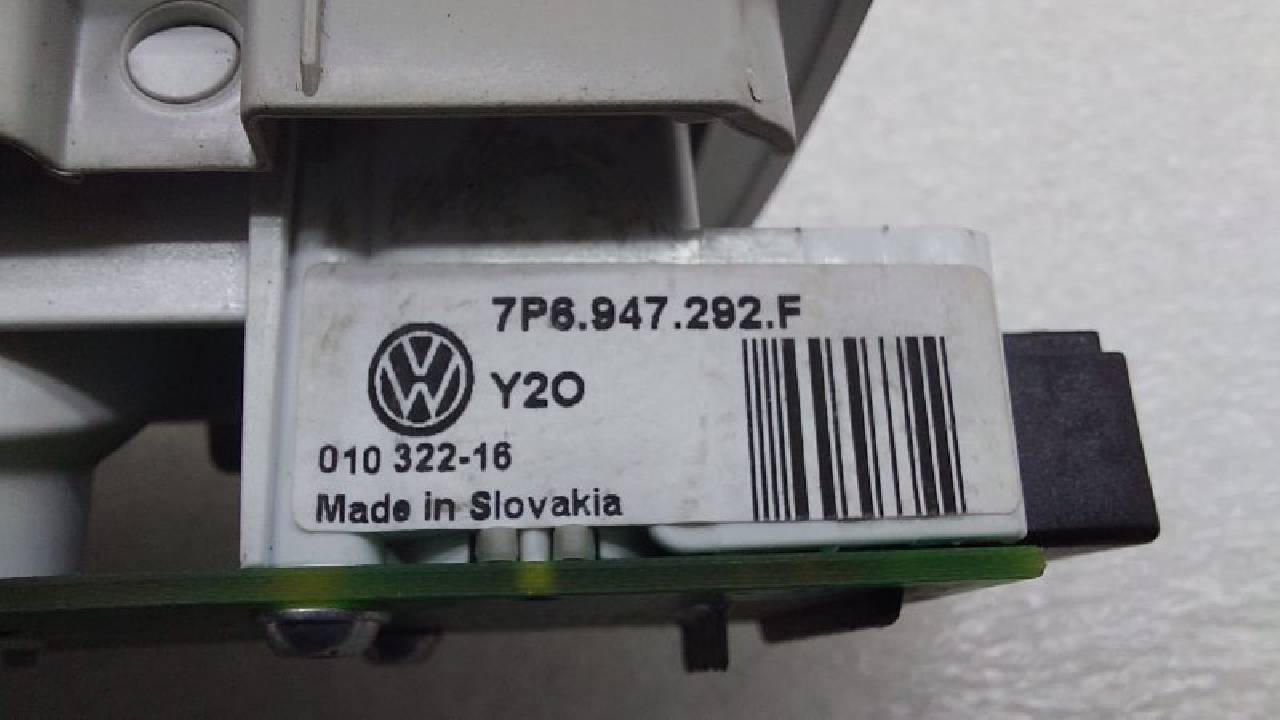 7P6.947.292.F
Y2O
010 322-16
Made in Slovakia